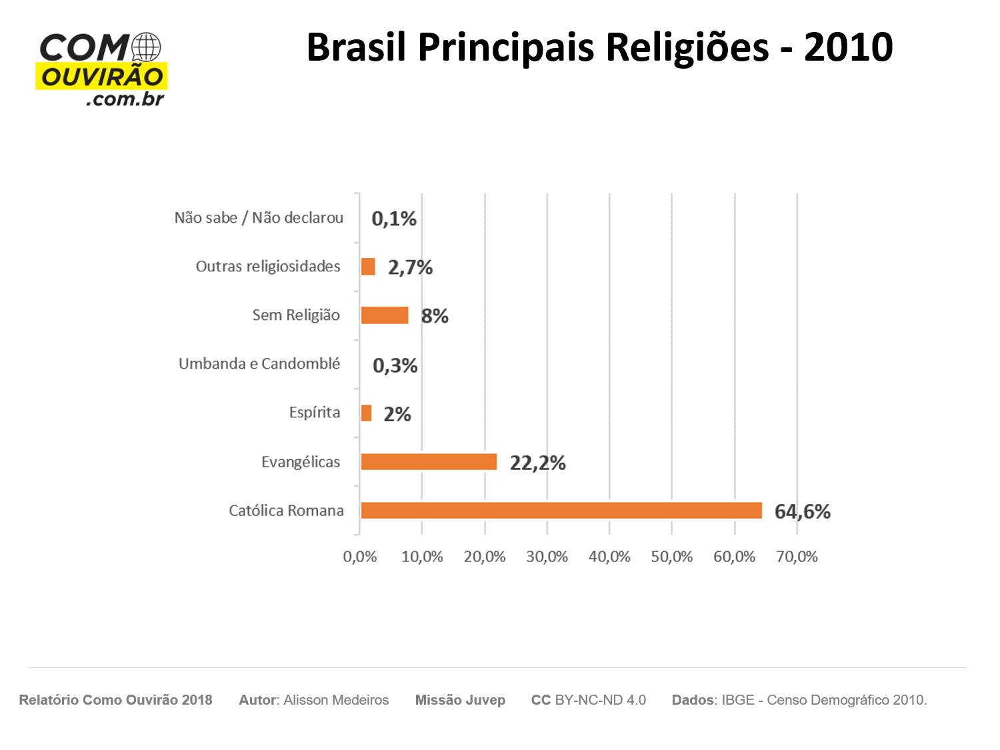 COM
OUVIRÃO
.com.br
Brasil Principais Religiões - 2010
Não sabe / Não declarou 0,1%
Outras religiosidades 2,7%
Sem Religião 8%
Umbanda e Candomblé 0,3%
Espírita 2%
Evangélicas 22,2%
Católica Romana 64,6%
0,0% 10,0% 20,0% 30,0% 40,0% 50,0% 60,0% 70,0%
Relatório Como Ouvirão 2018 Autor: Alisson Medeiros Missão Juvep CC BY-NC-ND 4.0 Dados: IBGE - Censo Demográfico 2010.